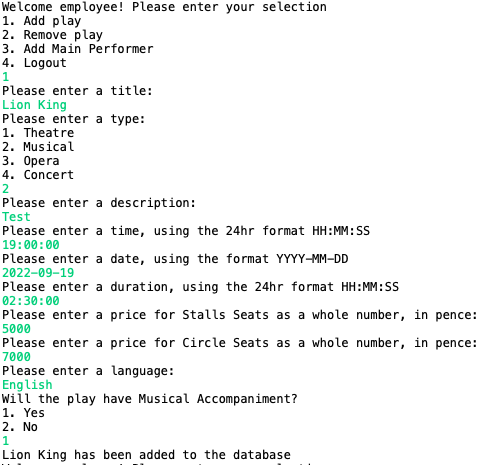 Welcome employee! Please enter your selection
1. Add play
2. Remove play
3. Add Main Performer
4. Logout
1
Please enter a title:
Lion King
Please enter a type:
1. Theatre
2. Musical
3. Opera
4. Concert
2
Please enter a description:
Test
Please enter a time, using the 24hr format HH:MM:SS
19:00:00
Please enter a date, using the format YYYY-MM-DD
2022-09-19
Please enter a duration, using the 24hr format HH:MM:SS
02:30:00
Please enter a price for Stalls Seats as a whole number, in pence:
5000
Please enter a price for Circle Seats as a whole number, in pence:
7000
Please enter a language:
English
Will the play have Musical Accompaniment?
1. Yes
2. No
1
Lion King has been added to the database